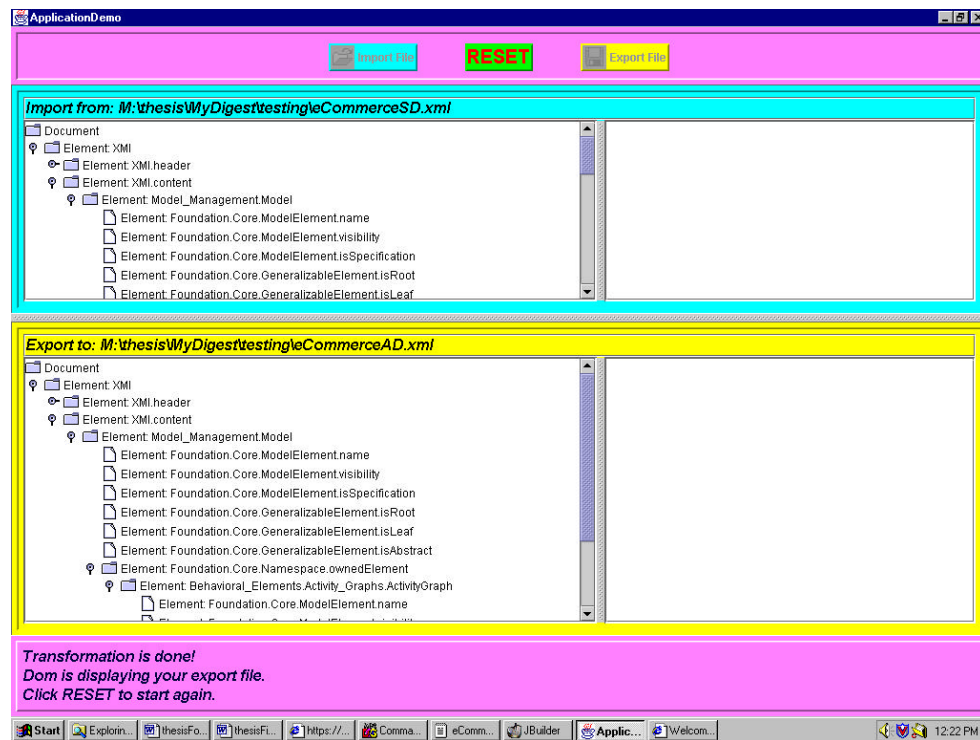 ApplicationDemo
Import File RESET Export File
Import from: M:\thesis\MyDigest\testing\eCommerceSD.xml
Document
Element: XMI
Element: XMI.header
Element: XMI.content
Element: Model_Management.Model
Element: Foundation.Core.ModelElement.name
Element: Foundation.Core.ModelElement.visibility
Element: Foundation.Core.ModelElement.isSpecification
Element: Foundation.Core.GeneralizableElement.isRoot
Element: Foundation.Core.GeneralizableElement.isLeaf
Export to: M:\thesis\MyDigest\testing\eCommerceAD.xml
Document
Element: XMI
Element: XMI.header
Element: XMI.content
Element: Model_Management.Model
Element: Foundation.Core.ModelElement.name
Element: Foundation.Core.ModelElement.visibility
Element: Foundation.Core.ModelElement.isSpecification
Element: Foundation.Core.GeneralizableElement.isRoot
Element: Foundation.Core.GeneralizableElement.isLeaf
Element: Foundation.Core.GeneralizableElement.isAbstract
Element: Foundation.Core.Namespace.ownedElement
Element: Behavioral_Elements.Activity_Graphs.ActivityGraph
Element: Foundation.Core.ModelElement.name
Transformation is done!
Dom is displaying your export file.
Click RESET to start again.
Start Explorin... thesisFo... thesisFi... https://... Comma... eComm... JBuilder Applic... Welcom... 12:22 PM